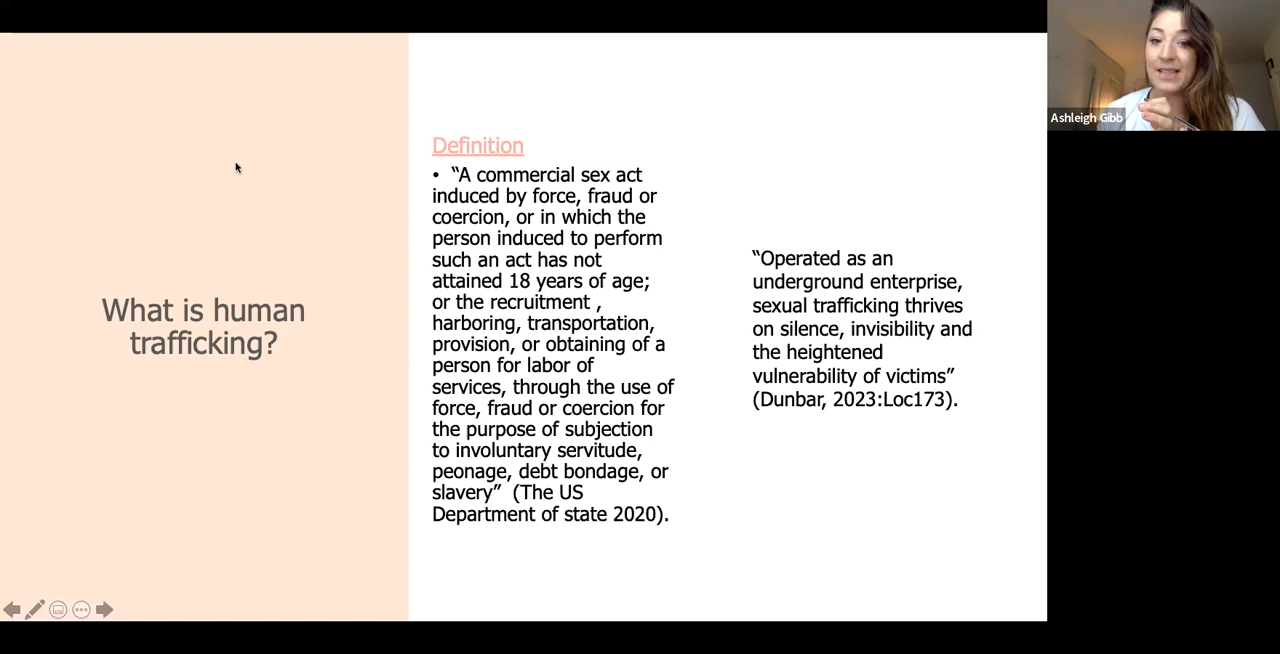 What is human
trafficking?
Definition
• “A commercial sex act
induced by force, fraud or
coercion, or in which the
person induced to perform
such an act has not
attained 18 years of age;
or the recruitment ,
harboring, transportation,
provision, or obtaining of a
person for labor of
services, through the use of
force, fraud or coercion for
the purpose of subjection
to involuntary servitude,
peonage, debt bondage, or
slavery” (The US
Department of state 2020).
“Operated as an
underground enterprise,
sexual trafficking thrives
on silence, invisibility and
the heightened
vulnerability of victims”
(Dunbar, 2023:Loc173).
Ashleigh Gibb